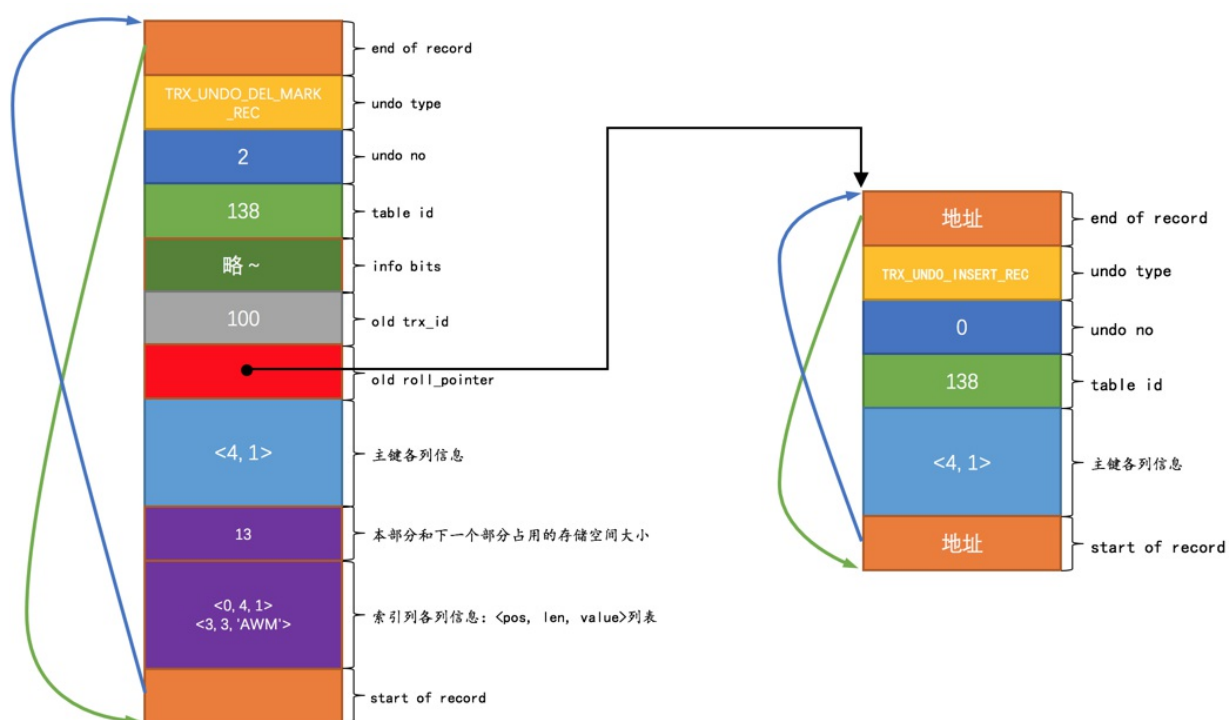 end of record
TRX_UNDO_DEL_MARK
_REC
undo type
2
undo no
138
table id
略 ~
info bits
100
old trx_id
old roll_pointer
<4, 1>
主键各列信息
13
本部分和下一个部分占用的存储空间大小
<0, 4, 1>
<3, 3, 'AWM'>
索引列各列信息: <pos, len, value>列表
start of record
地址
end of record
TRX_UNDO_INSERT_REC
undo type
0
undo no
138
table id
<4, 1>
主键各列信息
地址
start of record